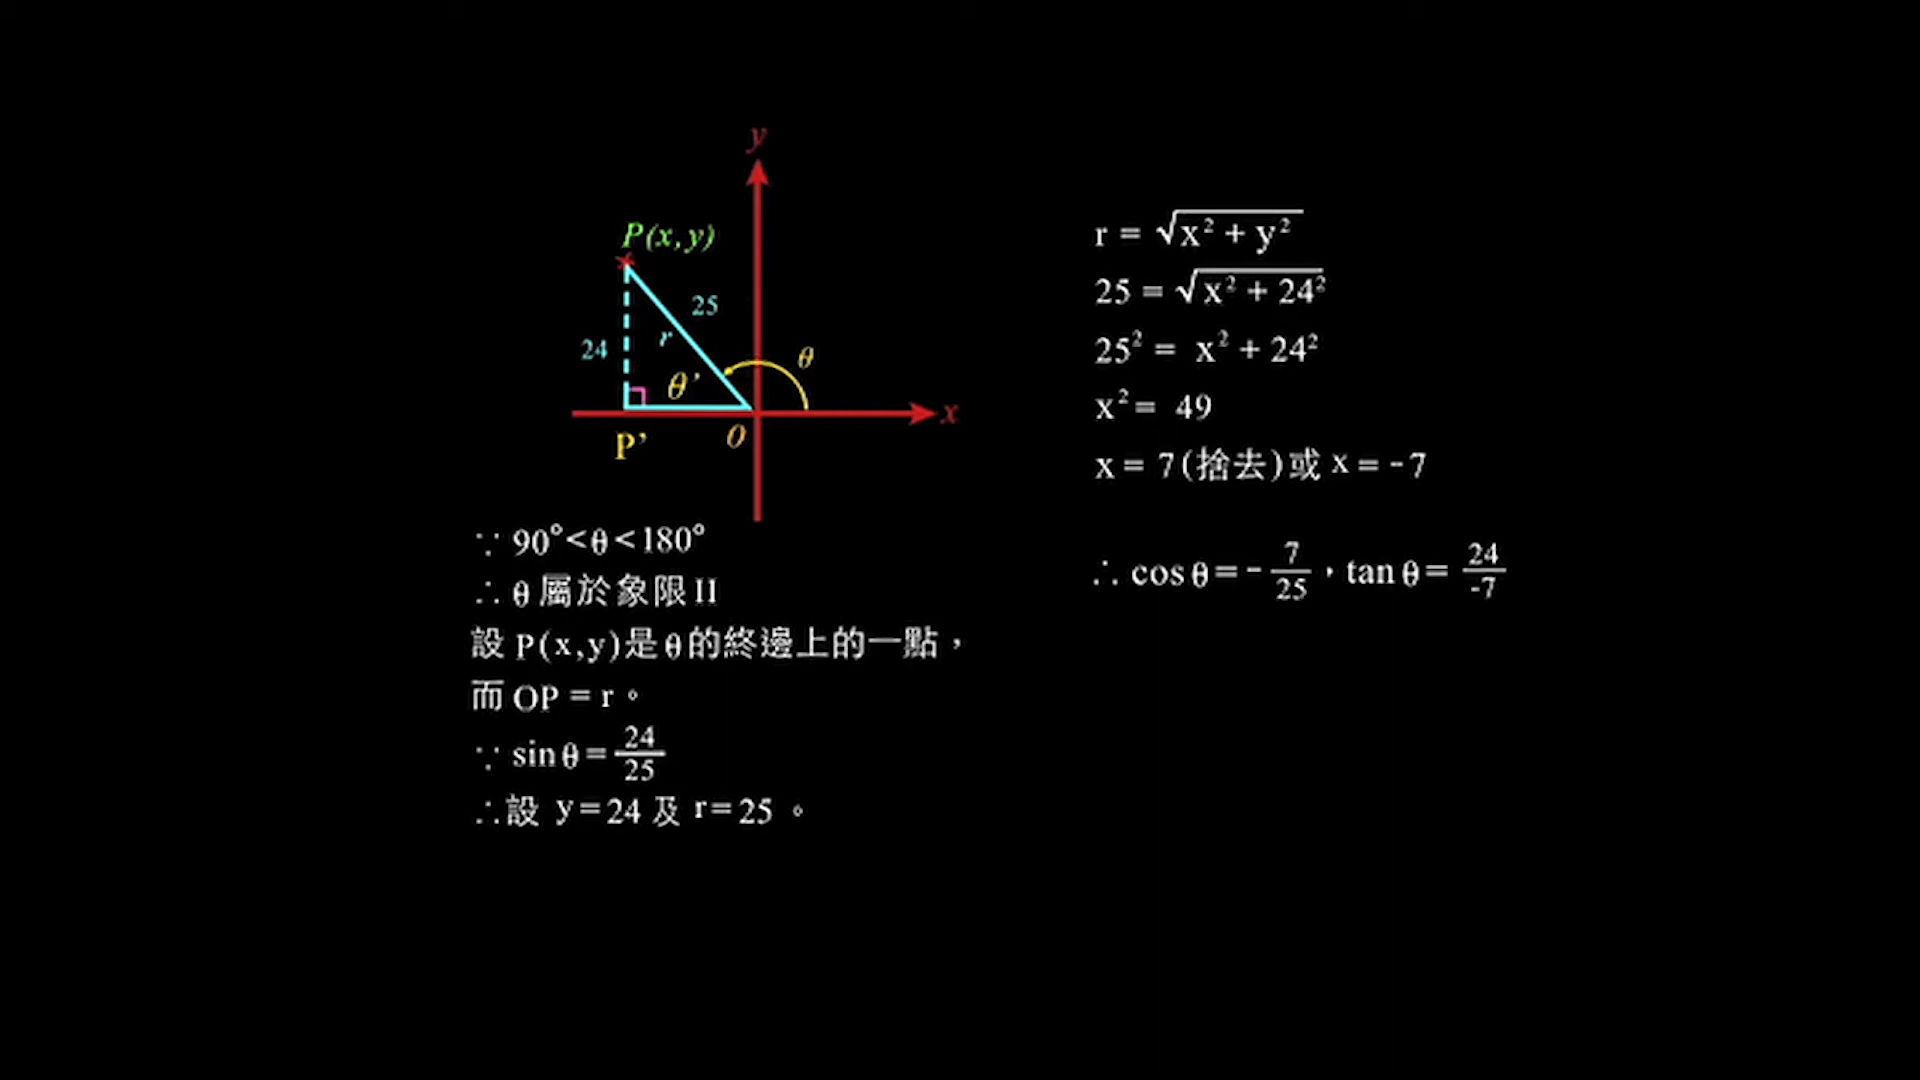 y
P(x,y)
25
24
r
θ
θ’
x
P’
O
∵ 90°<θ<180°
∴ θ 屬於象限II
設 P(x,y)是θ的終邊上的一點，
而 OP = r。
∵ sinθ= 24/25
∴設 y=24 及 r=25 。
r = √x² + y²
25 = √x² + 24²
25² = x² + 24²
x² = 49
x = 7(捨去)或 x = -7
∴ cosθ=- 7/25，tanθ= 24/-7